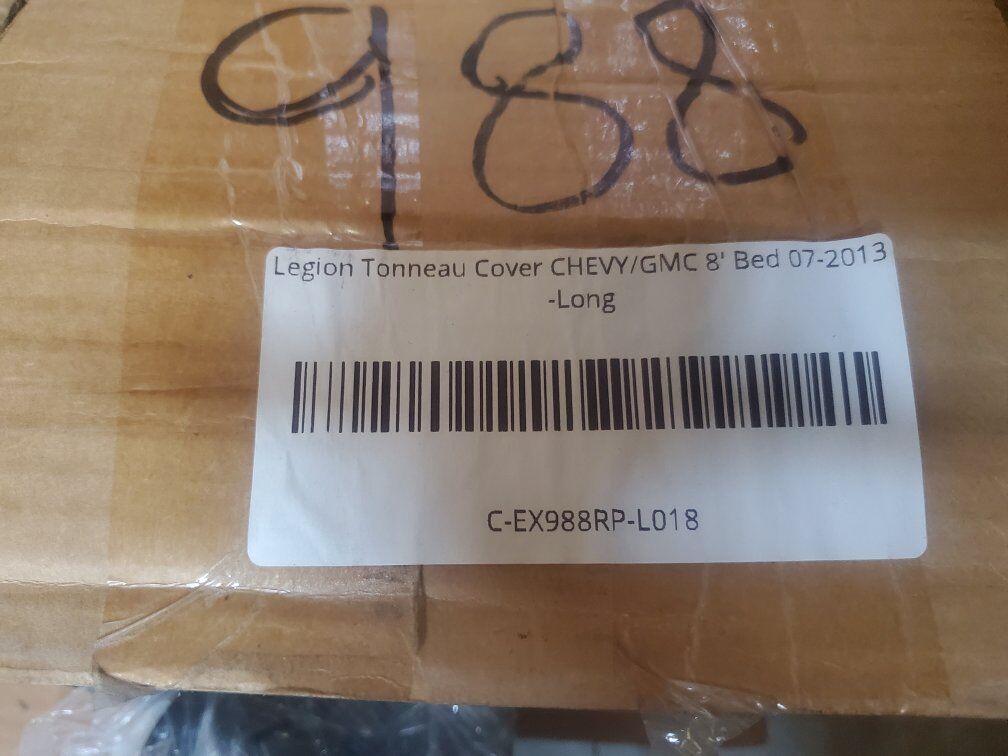 988
Legion Tonneau Cover CHEVY/GMC 8' Bed 07-2013
-Long
C-EX988RP-L018